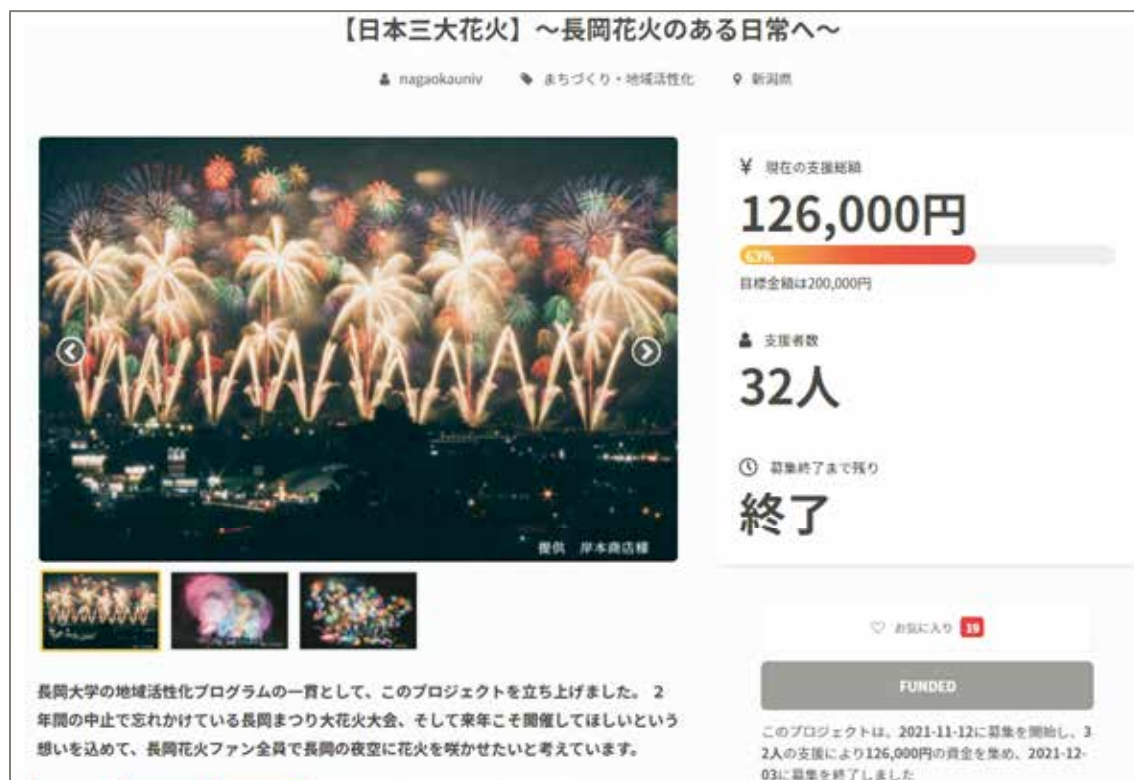 【日本三大花火】～長岡花火のある日常へ～
nagaokauniv まちづくり・地域活性化 新潟県
¥ 現在の支援総額
126,000円
63%
目標金額は200,000円
支援者数
32人
募集終了まで残り
終了
提供 岸本商店様
お気に入り 19
FUNDED
長岡大学の地域活性化プログラムの一貫として、このプロジェクトを立ち上げました。 2
年間の中止で忘れかけている長岡まつり大花火大会、そして来年こそ開催してほしいという
想いを込めて、長岡花火ファン全員で長岡の夜空に花火を咲かせたいと考えています。
このプロジェクトは、2021-11-12に募集を開始し、3
2人の支援により126,000円の資金を集め、2021-12-
03に募集を終了しました